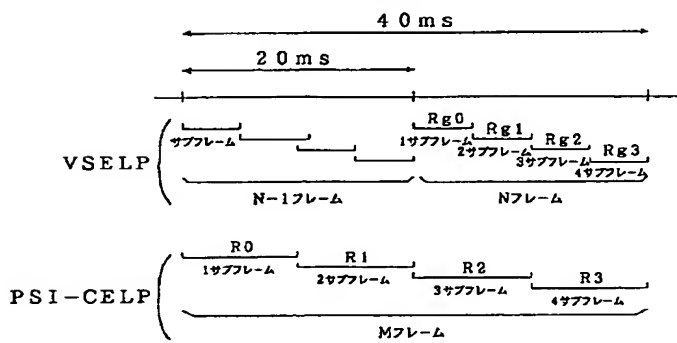 40ms
20ms
VSELP
サブフレーム
Rg0
1サブフレーム
Rg1
2サブフレーム
Rg2
3サブフレーム
Rg3
4サブフレーム
N-1フレーム
Nフレーム
PSI-CELP
R0
1サブフレーム
R1
2サブフレーム
R2
3サブフレーム
R3
4サブフレーム
Mフレーム